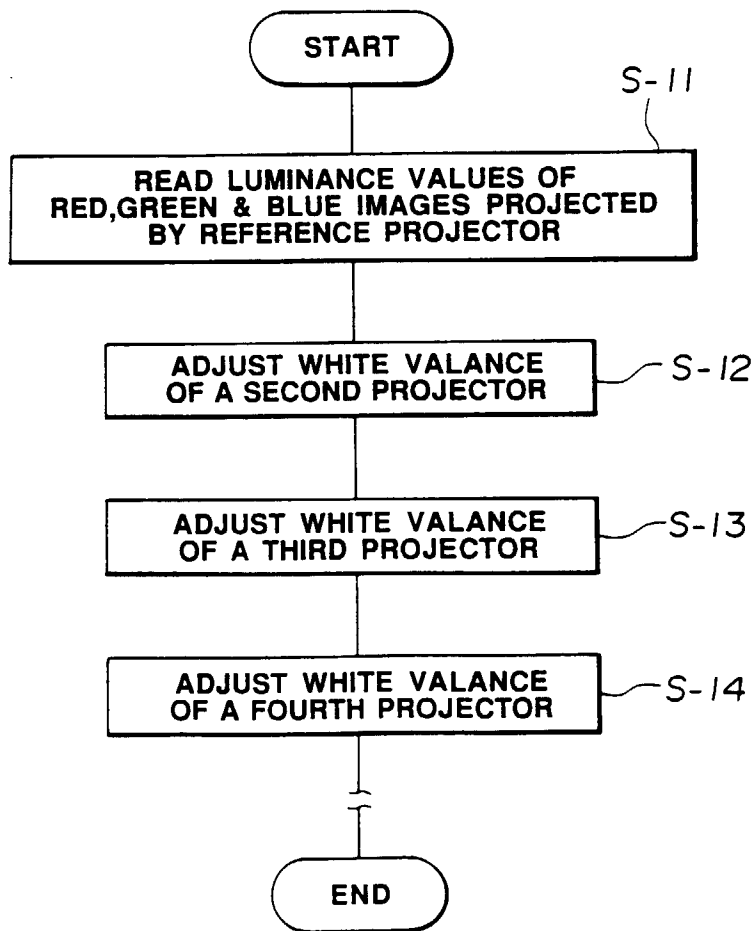 START
S-11
READ LUMINANCE VALUES OF
RED,GREEN & BLUE IMAGES PROJECTED
BY REFERENCE PROJECTOR
ADJUST WHITE VALANCE
OF A SECOND PROJECTOR
S-12
ADJUST WHITE VALANCE
OF A THIRD PROJECTOR
S-13
ADJUST WHITE VALANCE
OF A FOURTH PROJECTOR
S-14
END